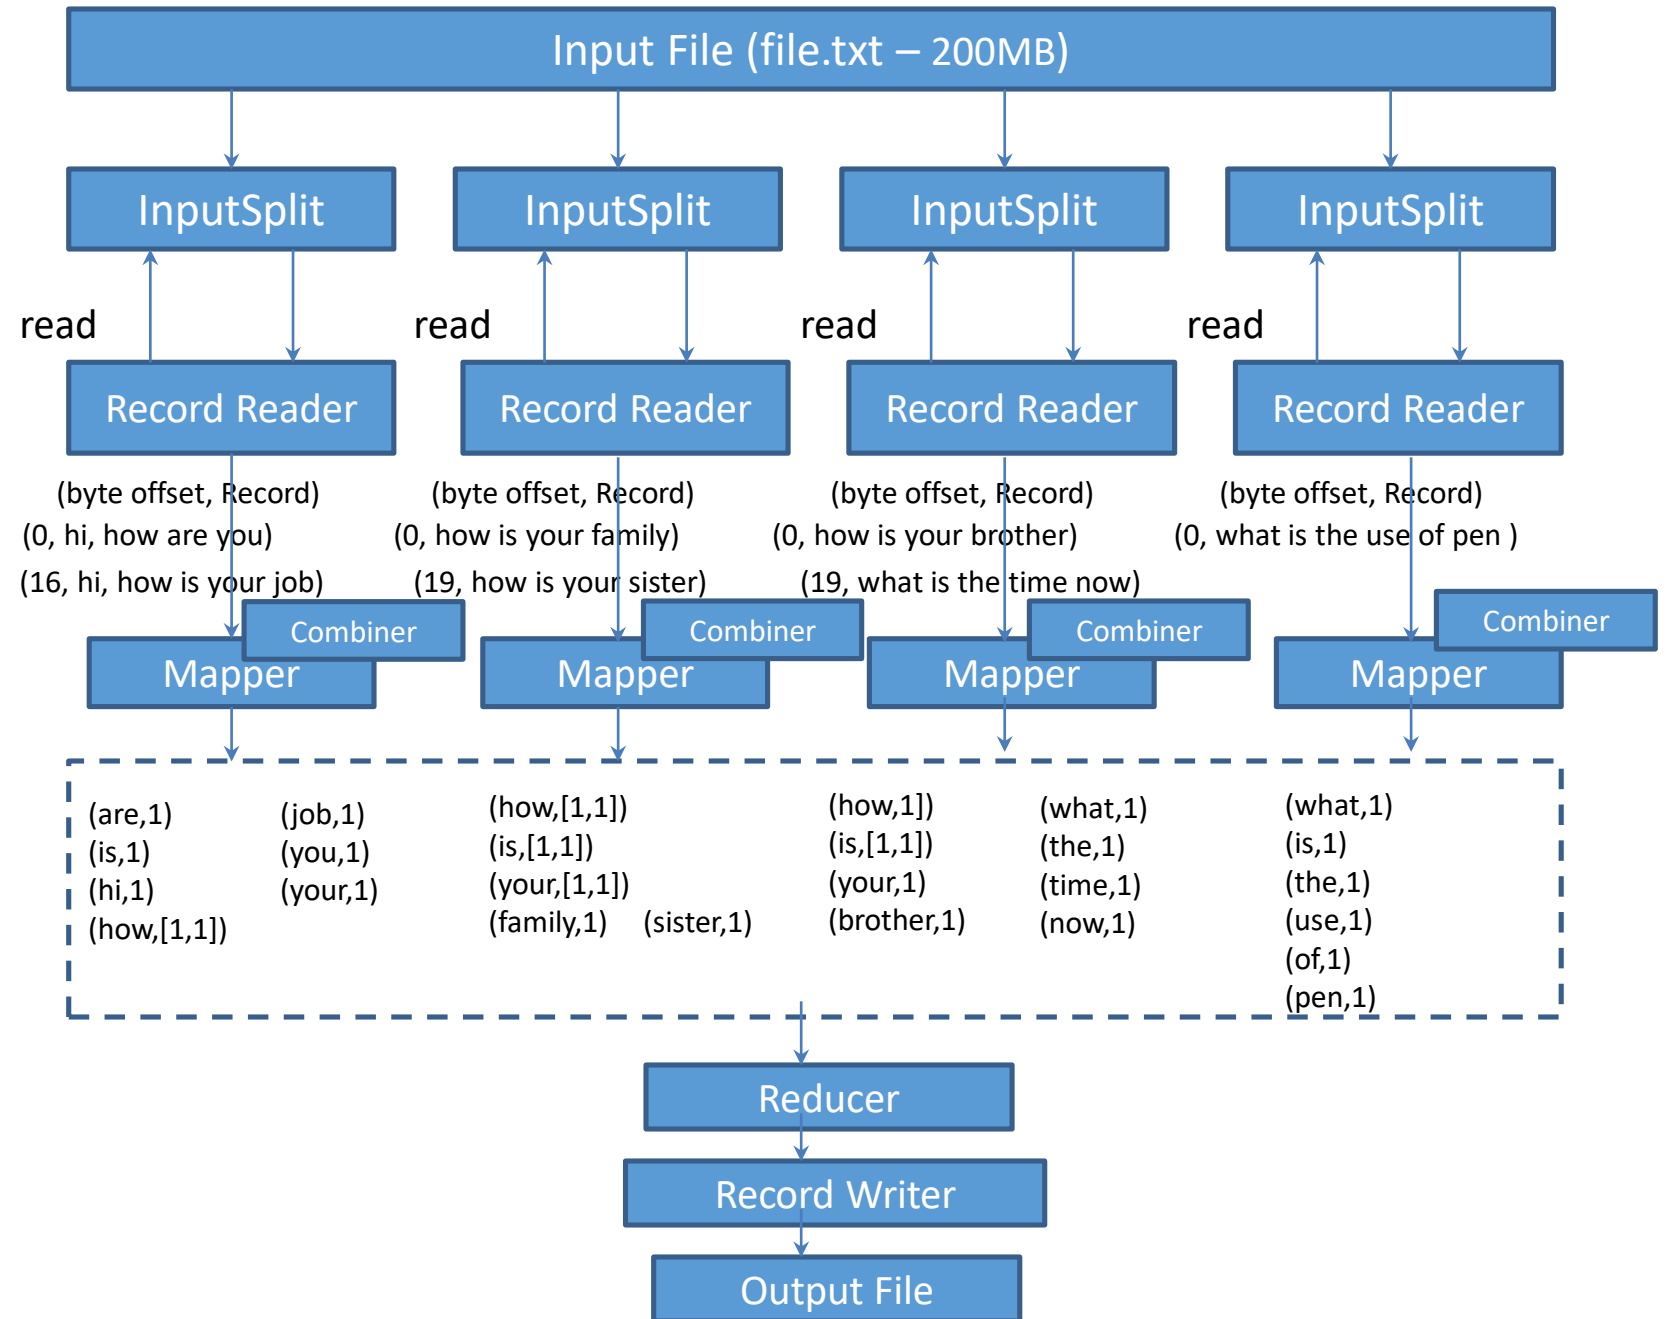 Input File (file.txt – 200MB)
InputSplit
InputSplit
InputSplit
InputSplit
read
read
read
read
Record Reader
Record Reader
Record Reader
Record Reader
(byte offset, Record)
(0, hi, how are you)
(16, hi, how is your job)
(byte offset, Record)
(0, how is your family)
(19, how is your sister)
(byte offset, Record)
(0, how is your brother)
(19, what is the time now)
(byte offset, Record)
(0, what is the use of pen )
Combiner
Mapper
Combiner
Mapper
Combiner
Mapper
Combiner
Mapper
(are,1)
(is,1)
(hi,1)
(how,[1,1])
(job,1)
(you,1)
(your,1)
(how,[1,1])
(is,[1,1])
(your,[1,1])
(family,1)
(sister,1)
(how,1])
(is,[1,1])
(your,1)
(brother,1)
(what,1)
(the,1)
(time,1)
(now,1)
(what,1)
(is,1)
(the,1)
(use,1)
(of,1)
(pen,1)
Reducer
Record Writer
Output File